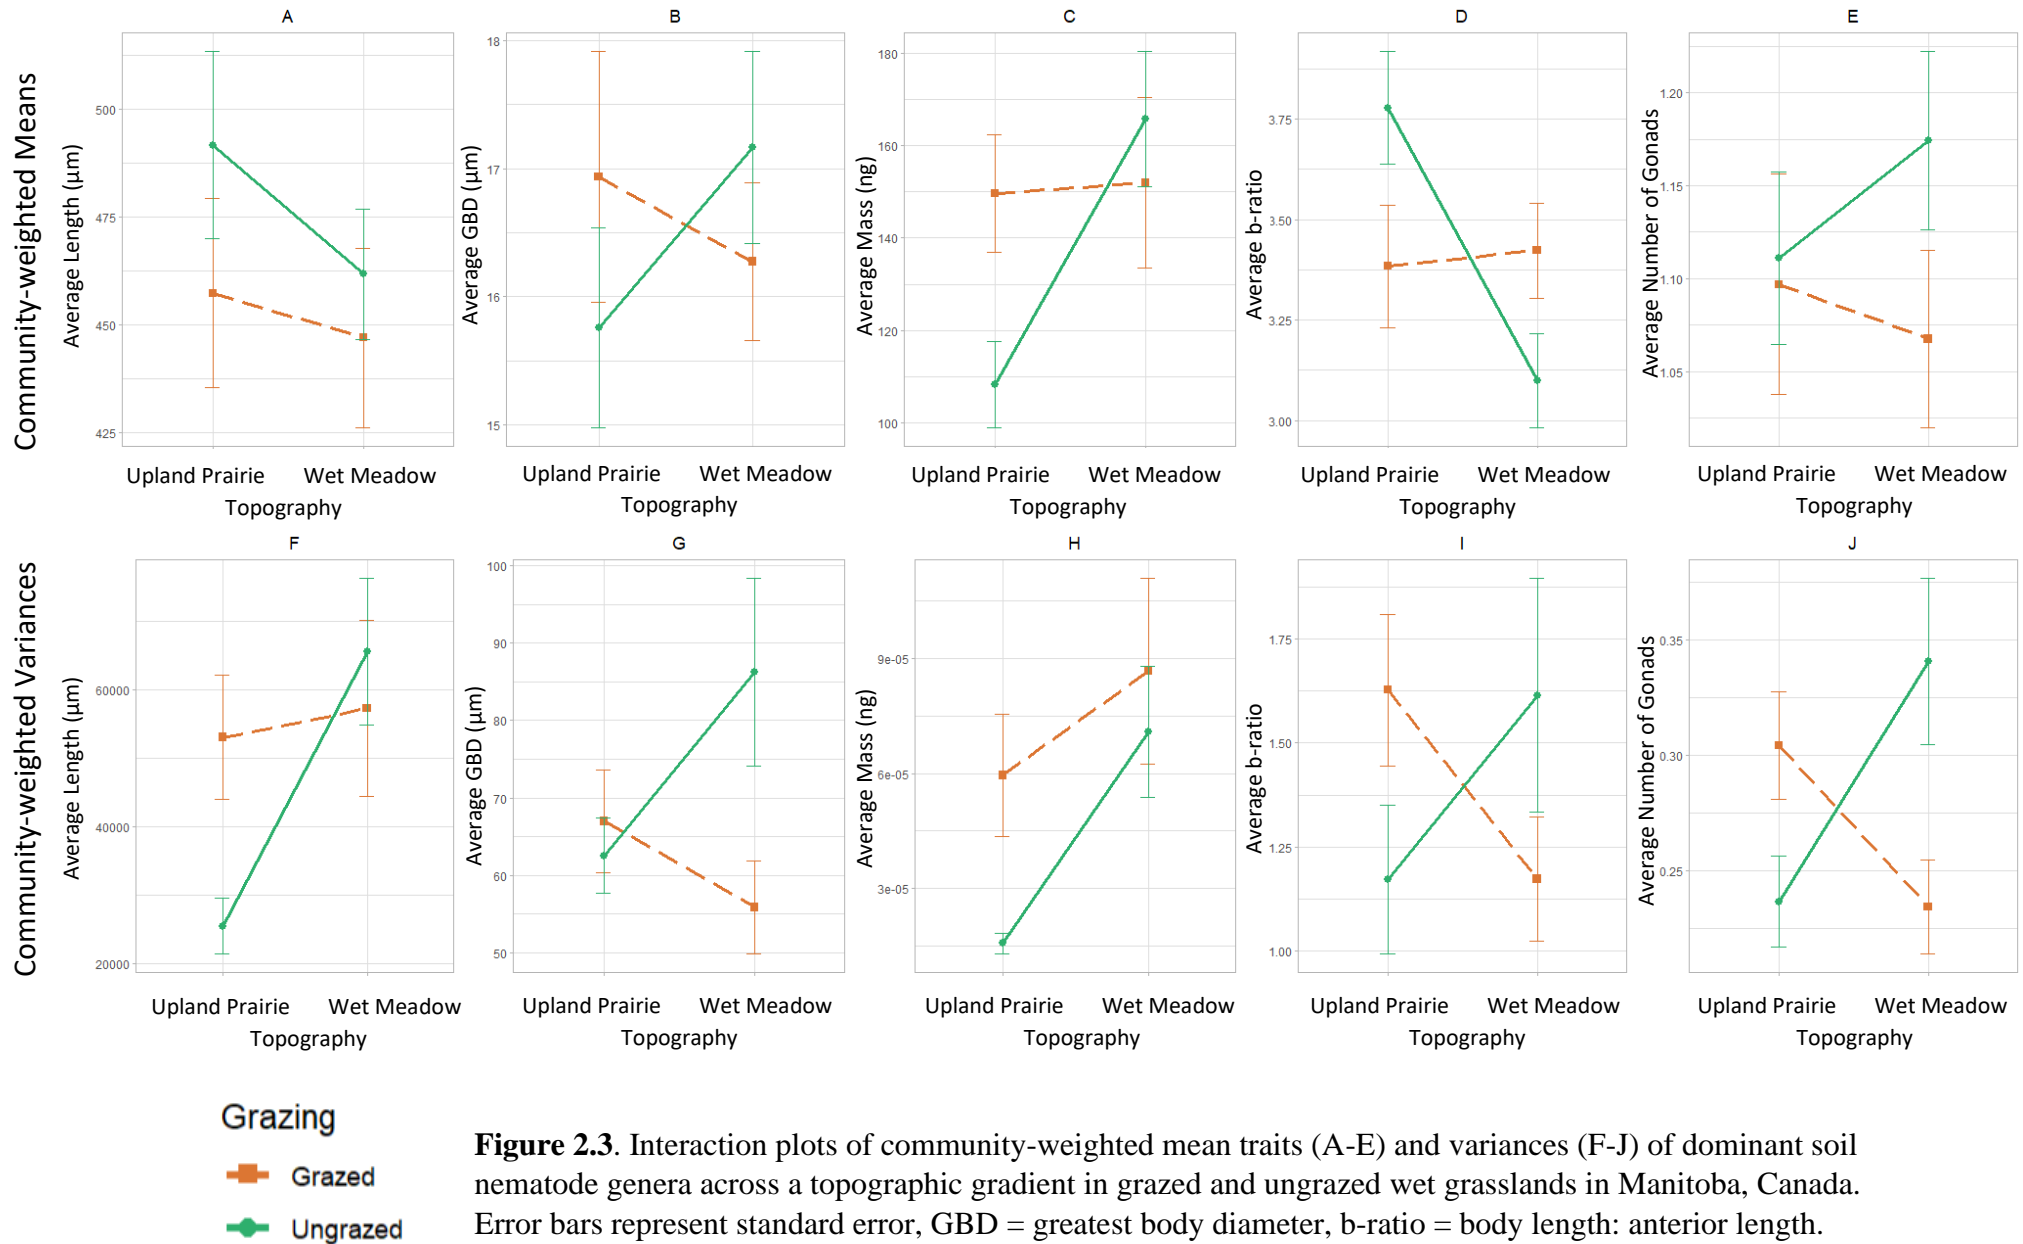 A
B
C
D
E
Community-weighted Means
Average Length (µm)
500
475
450
425
Upland Prairie
Wet Meadow
Topography
Average GBD (µm)
18
17
16
15
Upland Prairie
Wet Meadow
Topography
Average Mass (ng)
180
160
140
120
100
Upland Prairie
Wet Meadow
Topography
Average b-ratio
3.75
3.50
3.25
3.00
Upland Prairie
Wet Meadow
Topography
Average Number of Gonads
1.20
1.15
1.10
1.05
Upland Prairie
Wet Meadow
Topography
F
G
H
I
J
Community-weighted Variances
Average Length (µm)
60000
40000
20000
Upland Prairie
Wet Meadow
Topography
Average GBD (µm)
100
90
80
70
60
50
Upland Prairie
Wet Meadow
Topography
Average Mass (ng)
9e-05
6e-05
3e-05
Upland Prairie
Wet Meadow
Topography
Average b-ratio
1.75
1.50
1.25
1.00
Upland Prairie
Wet Meadow
Topography
Average Number of Gonads
0.35
0.30
0.25
Upland Prairie
Wet Meadow
Topography
Grazing
Grazed
Ungrazed
Figure 2.3. Interaction plots of community-weighted mean traits (A-E) and variances (F-J) of dominant soil
nematode genera across a topographic gradient in grazed and ungrazed wet grasslands in Manitoba, Canada.
Error bars represent standard error, GBD = greatest body diameter, b-ratio = body length: anterior length.